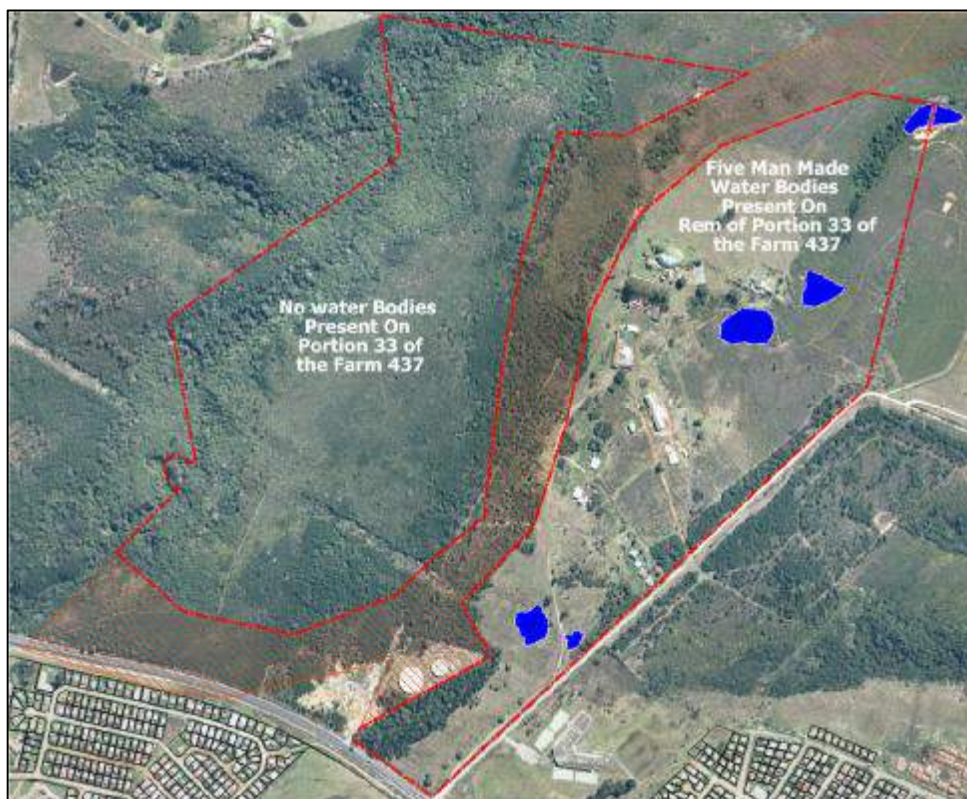 Five Man Made
Water Bodies
Present On
Rem of Portion 33 of
the Farm 437
No water Bodies
Present On
Portion 33 of
the Farm 437